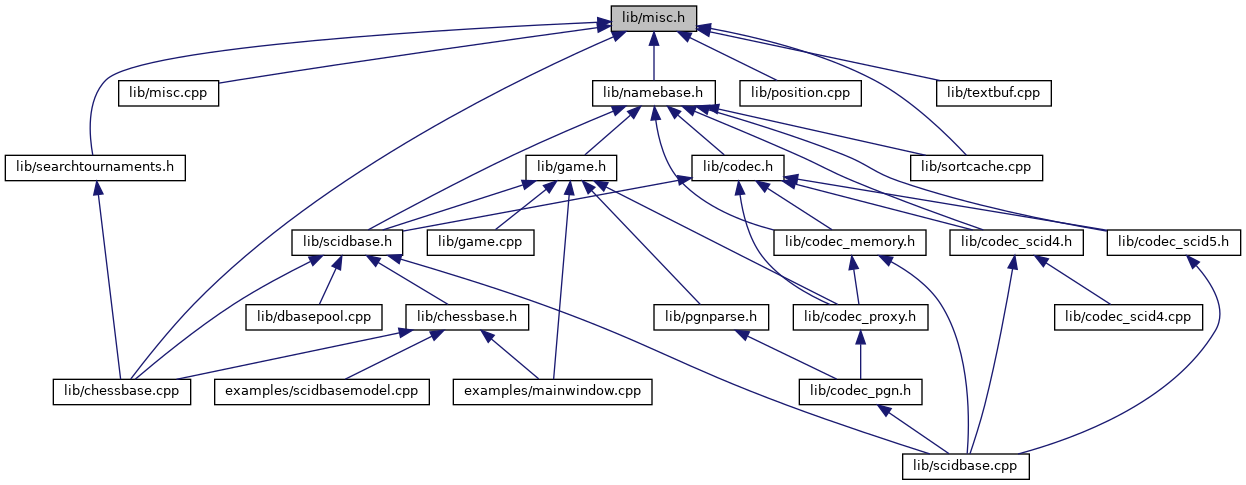 lib/misc.h
lib/misc.cpp
lib/namebase.h
lib/position.cpp
lib/textbuf.cpp
lib/searchtournaments.h
lib/game.h
lib/codec.h
lib/sortcache.cpp
lib/scidbase.h
lib/game.cpp
lib/codec_memory.h
lib/codec_scid4.h
lib/codec_scid5.h
lib/dbasepool.cpp
lib/chessbase.h
lib/pgnparse.h
lib/codec_proxy.h
lib/codec_scid4.cpp
lib/chessbase.cpp
examples/scidbasemodel.cpp
examples/mainwindow.cpp
lib/codec_pgn.h
lib/scidbase.cpp